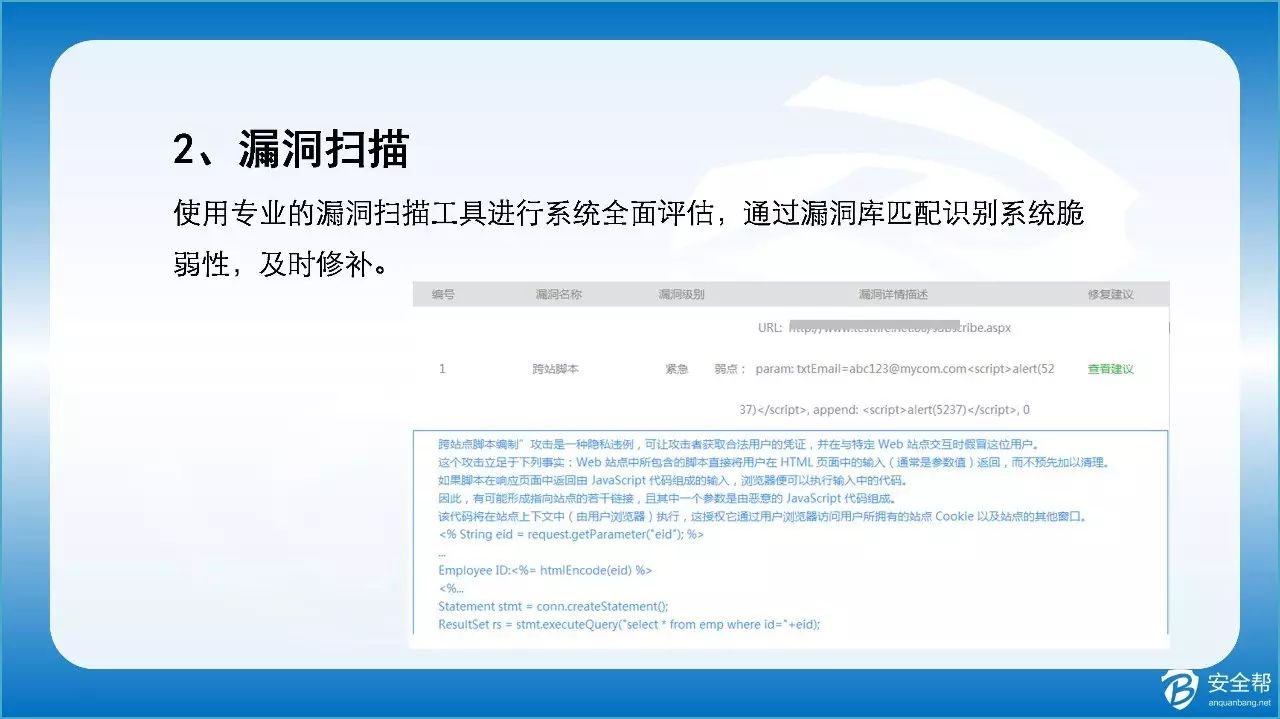 2、漏洞扫描
使用专业的漏洞扫描工具进行系统全面评估，通过漏洞库匹配识别系统脆
弱性，及时修补。
编号 漏洞名称 漏洞级别 漏洞详情描述 修复建议
URL: cribe.aspx
1 跨站脚本 紧急 弱点： param: txtEmail=abc123@mycom.com<script>alert(52 查看建议
37)</script>, append: <script>alert(5237)</script>, 0
跨站点脚本编制”攻击是一种隐私违例，可让攻击者获取合法用户的凭证，并在与特定 Web 站点交互时假冒这位用户。
这个攻击立足于下列事实：Web 站点中所包含的脚本直接将用户在 HTML 页面中的输入（通常是参数值）返回，而不预先加以清理。
如果脚本在响应页面中返回由 JavaScript 代码组成的输入，浏览器便可以执行输入中的代码。
因此，有可能形成指向站点的若干链接，且其中一个参数是由恶意的 JavaScript 代码组成。
该代码将在站点上下文中（由用户浏览器）执行，这授权它通过用户浏览器访问用户所拥有的站点 Cookie 以及站点的其他窗口。
<% String eid = request.getParameter("eid"); %>
...
Employee ID:<%= htmlEncode(eid) %>
<%...
Statement stmt = conn.createStatement();
ResultSet rs = stmt.executeQuery("select * from emp where id="+eid);
安全帮
anquanbang.net